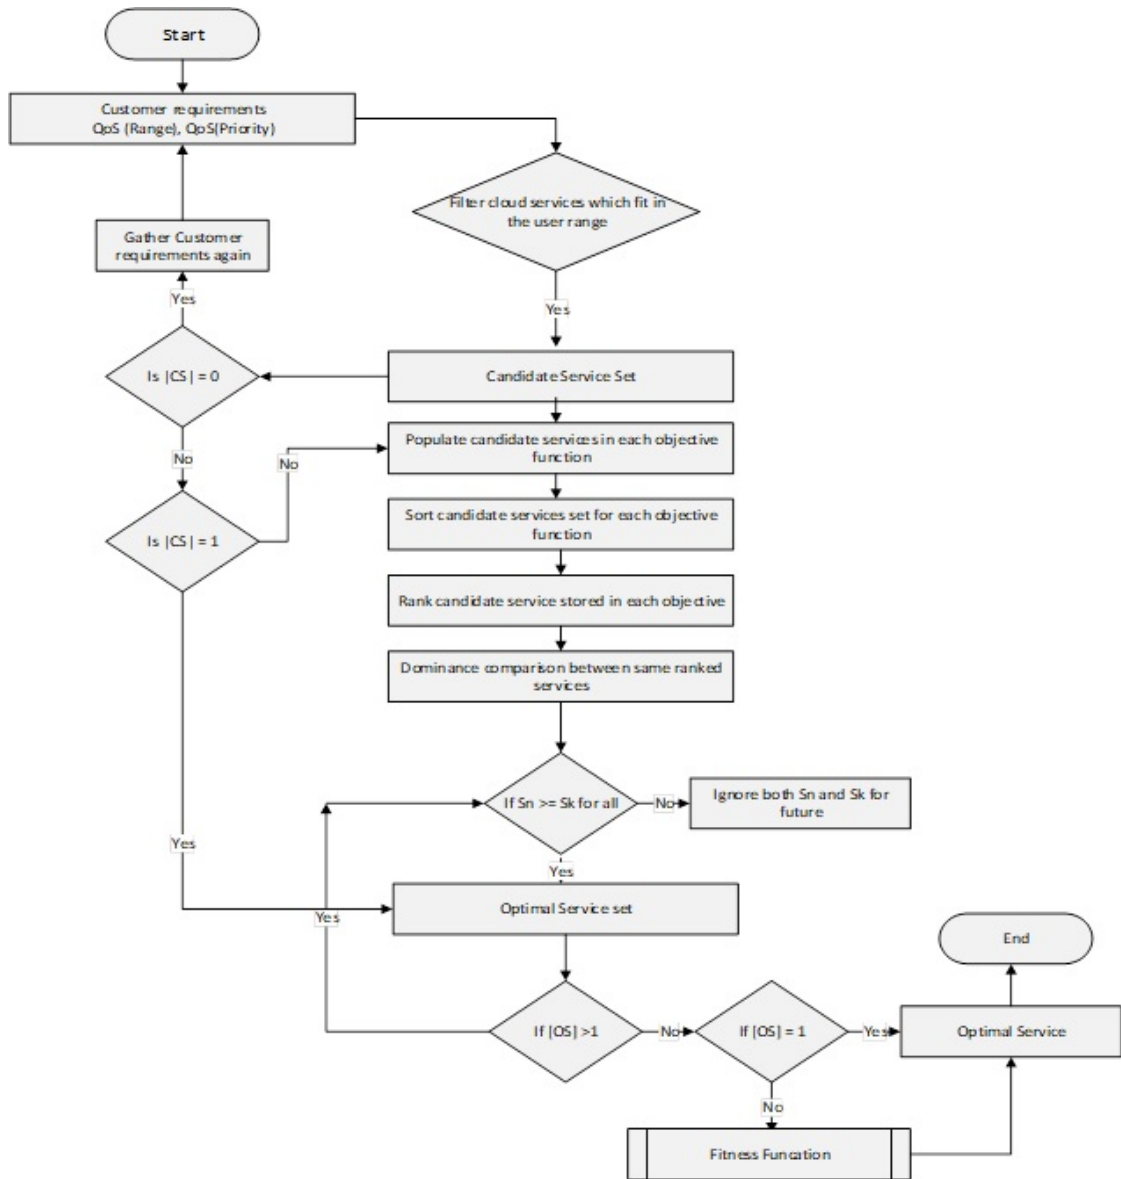 Start
Customer requirements
QoS (Range), QoS(Priority)
Filter cloud services which fit in
the user range
Gather Customer
requirements again
Yes
Yes
Is |CS| = 0
Candidate Service Set
Populate candidate services in each objective
function
No
No
Sort candidate services set for each objective
function
Is |CS| = 1
Rank candidate service stored in each objective
Dominance comparison between same ranked
services
If Sn >= Sk for all
No
Ignore both Sn and Sk for
future
Yes
Yes
Optimal Service set
Yes
End
If [OS] >1
No
If [OS] = 1
Yes
Optimal Service
No
Fitness Funcation